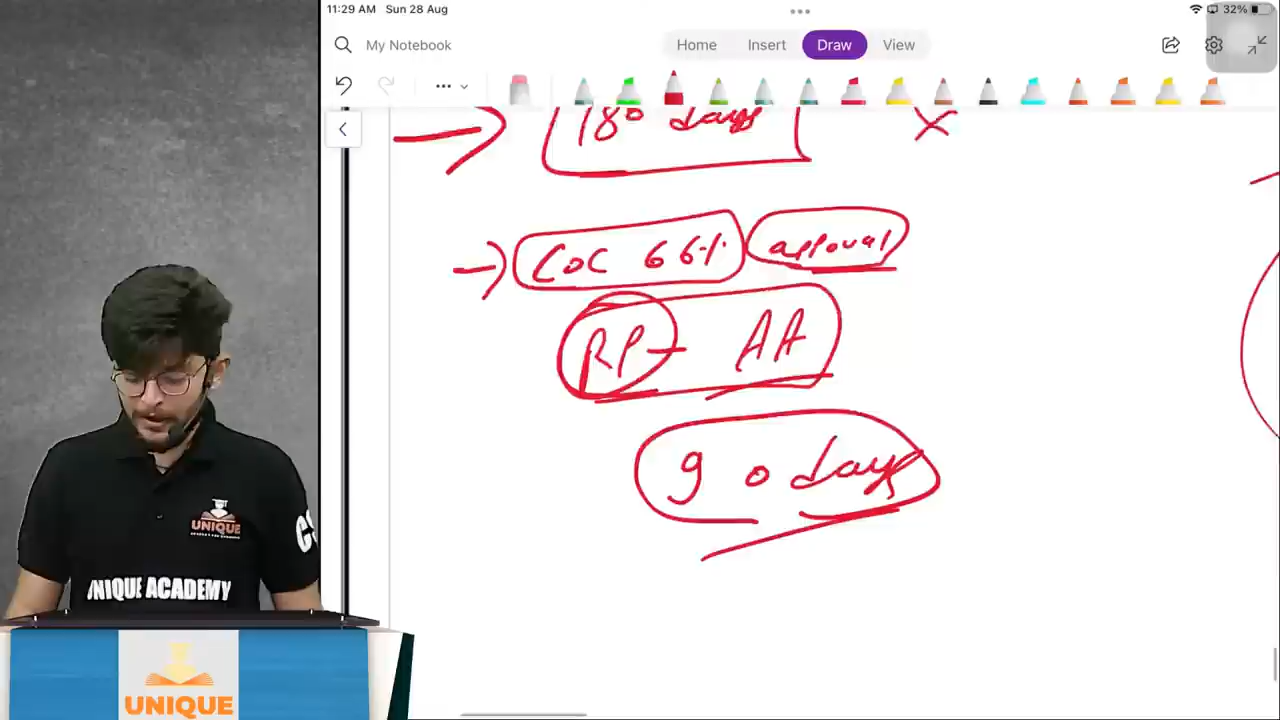 11:29 AM Sun 28 Aug
32%
My Notebook
Home Insert Draw View
180 days X
COC 66% approval
RP - AA
90 days
UNIQUE
CS
UNIQUE ACADEMY
UNIQUE